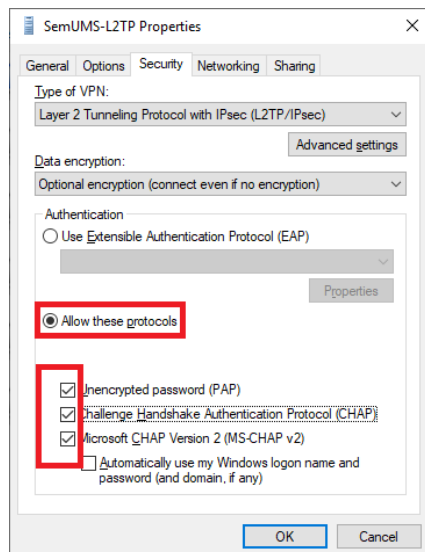 SemUMS-L2TP Properties
General Options Security Networking Sharing
Type of VPN:
Layer 2 Tunneling Protocol with IPsec (L2TP/IPsec)
Advanced settings
Data encryption:
Optional encryption (connect even if no encryption)
Authentication
Use Extensible Authentication Protocol (EAP)
Properties
Allow these protocols
Unencrypted password (PAP)
Challenge Handshake Authentication Protocol (CHAP)
Microsoft CHAP Version 2 (MS-CHAP v2)
Automatically use my Windows logon name and
password (and domain, if any)
OK Cancel